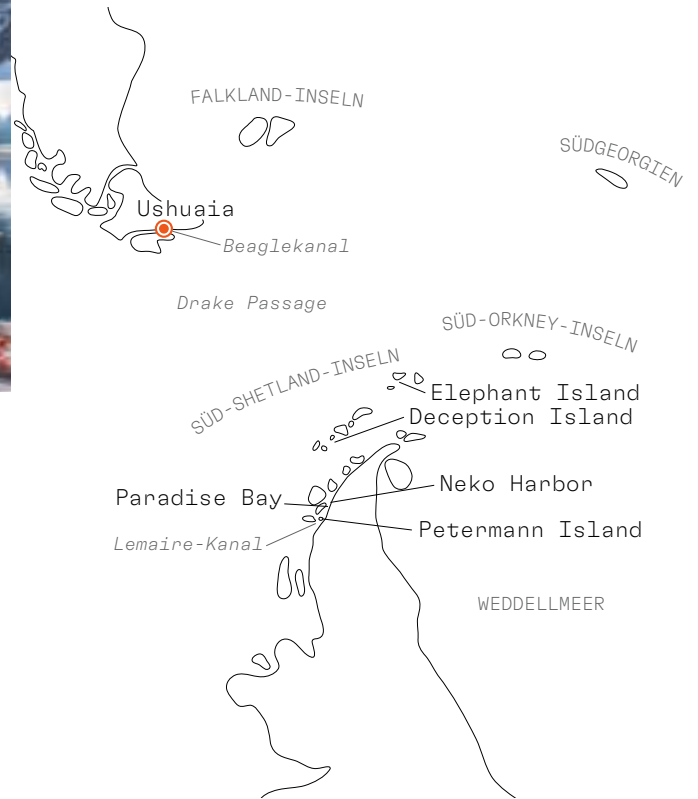 FALKLAND-INSELN
SÜDGEORGIEN
Ushuaia
Beaglekanal
Drake Passage
SÜD-ORKNEY-INSELN
SÜD-SHETLAND-INSELN
Elephant Island
Deception Island
Neko Harbor
Paradise Bay
Petermann Island
Lemaire-Kanal
WEDDELLMEER